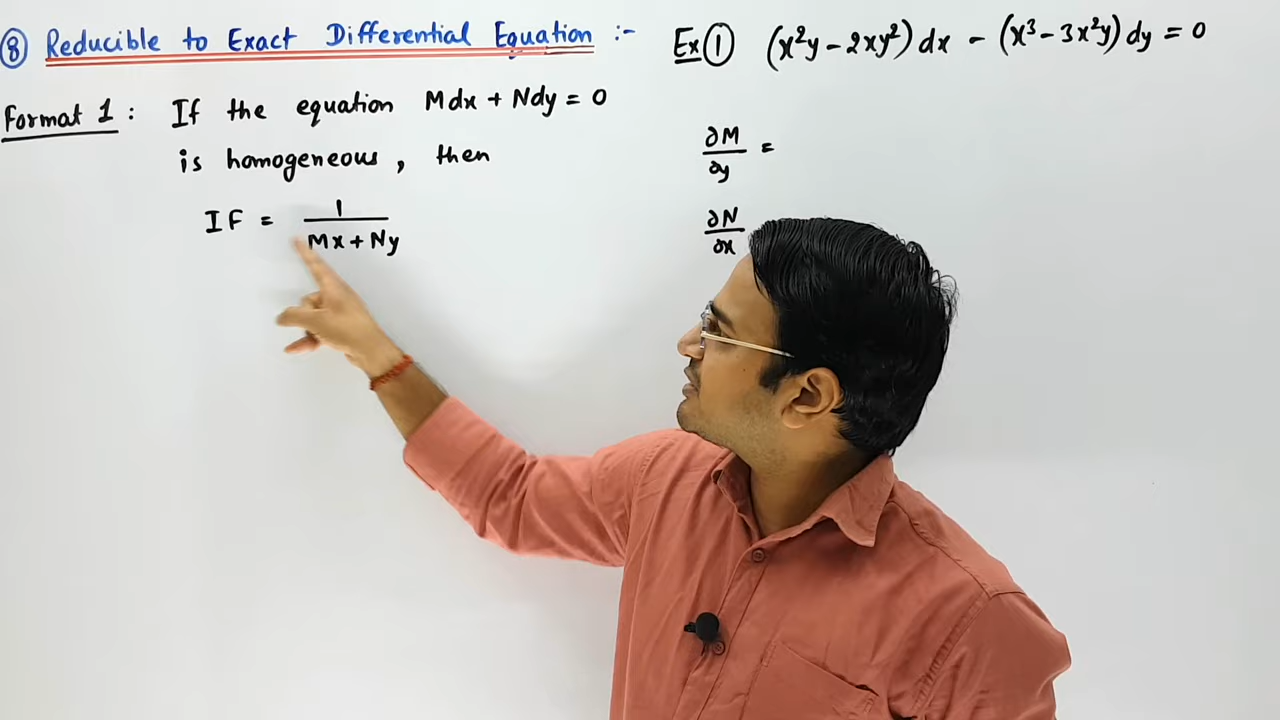 ⑧ Reducible to Exact Differential Equation :-
Format 1 : If the equation Mdx + Ndy = 0
is homogeneous, then
IF = 1/(Mx + Ny)
Ex ① (x²y - 2xy²) dx - (x³ - 3x²y) dy = 0
∂M/∂y =
∂N/∂x